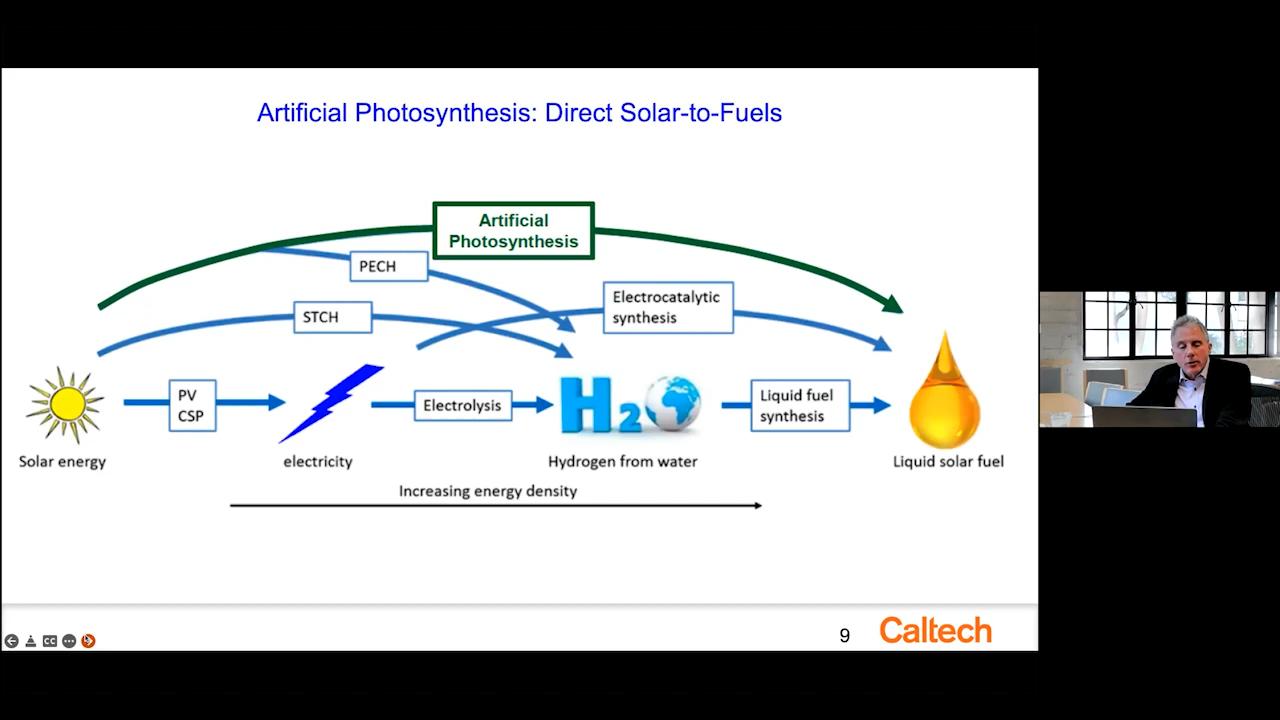 Artificial Photosynthesis: Direct Solar-to-Fuels
Artificial
Photosynthesis
PECH
STCH
Electrocatalytic
synthesis
PV
CSP
Electrolysis
H2
Liquid fuel
synthesis
Solar energy
electricity
Hydrogen from water
Liquid solar fuel
Increasing energy density
CC
9
Caltech